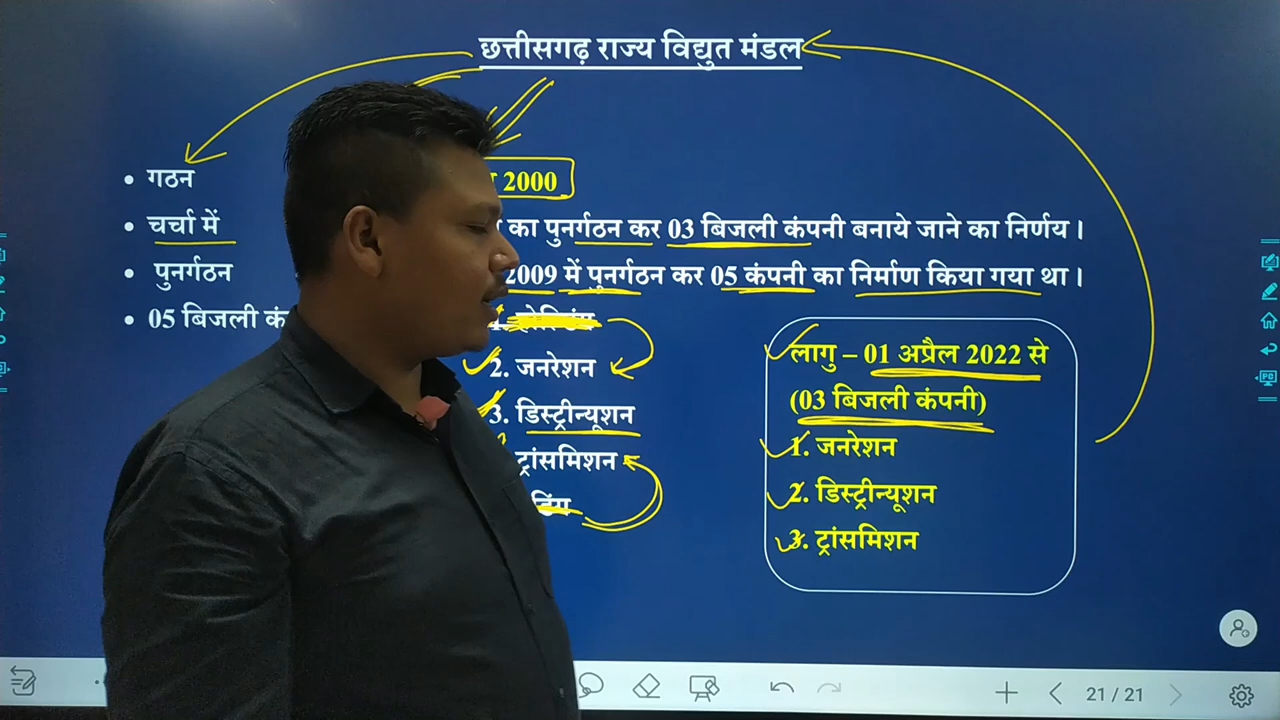 छत्तीसगढ़ राज्य विद्युत मंडल
• गठन
2000
• चर्चा में
का पुनर्गठन कर 03 बिजली कंपनी बनाये जाने का निर्णय ।
• पुनर्गठन
2009 में पुनर्गठन कर 05 कंपनी का निर्माण किया गया था ।
• 05 बिजली
2. जनरेशन
3. डिस्ट्रीन्यूशन
ट्रांसमिशन
लागु – 01 अप्रैल 2022 से
(03 बिजली कंपनी)
1. जनरेशन
2. डिस्ट्रीन्यूशन
3. ट्रांसमिशन
21 / 21